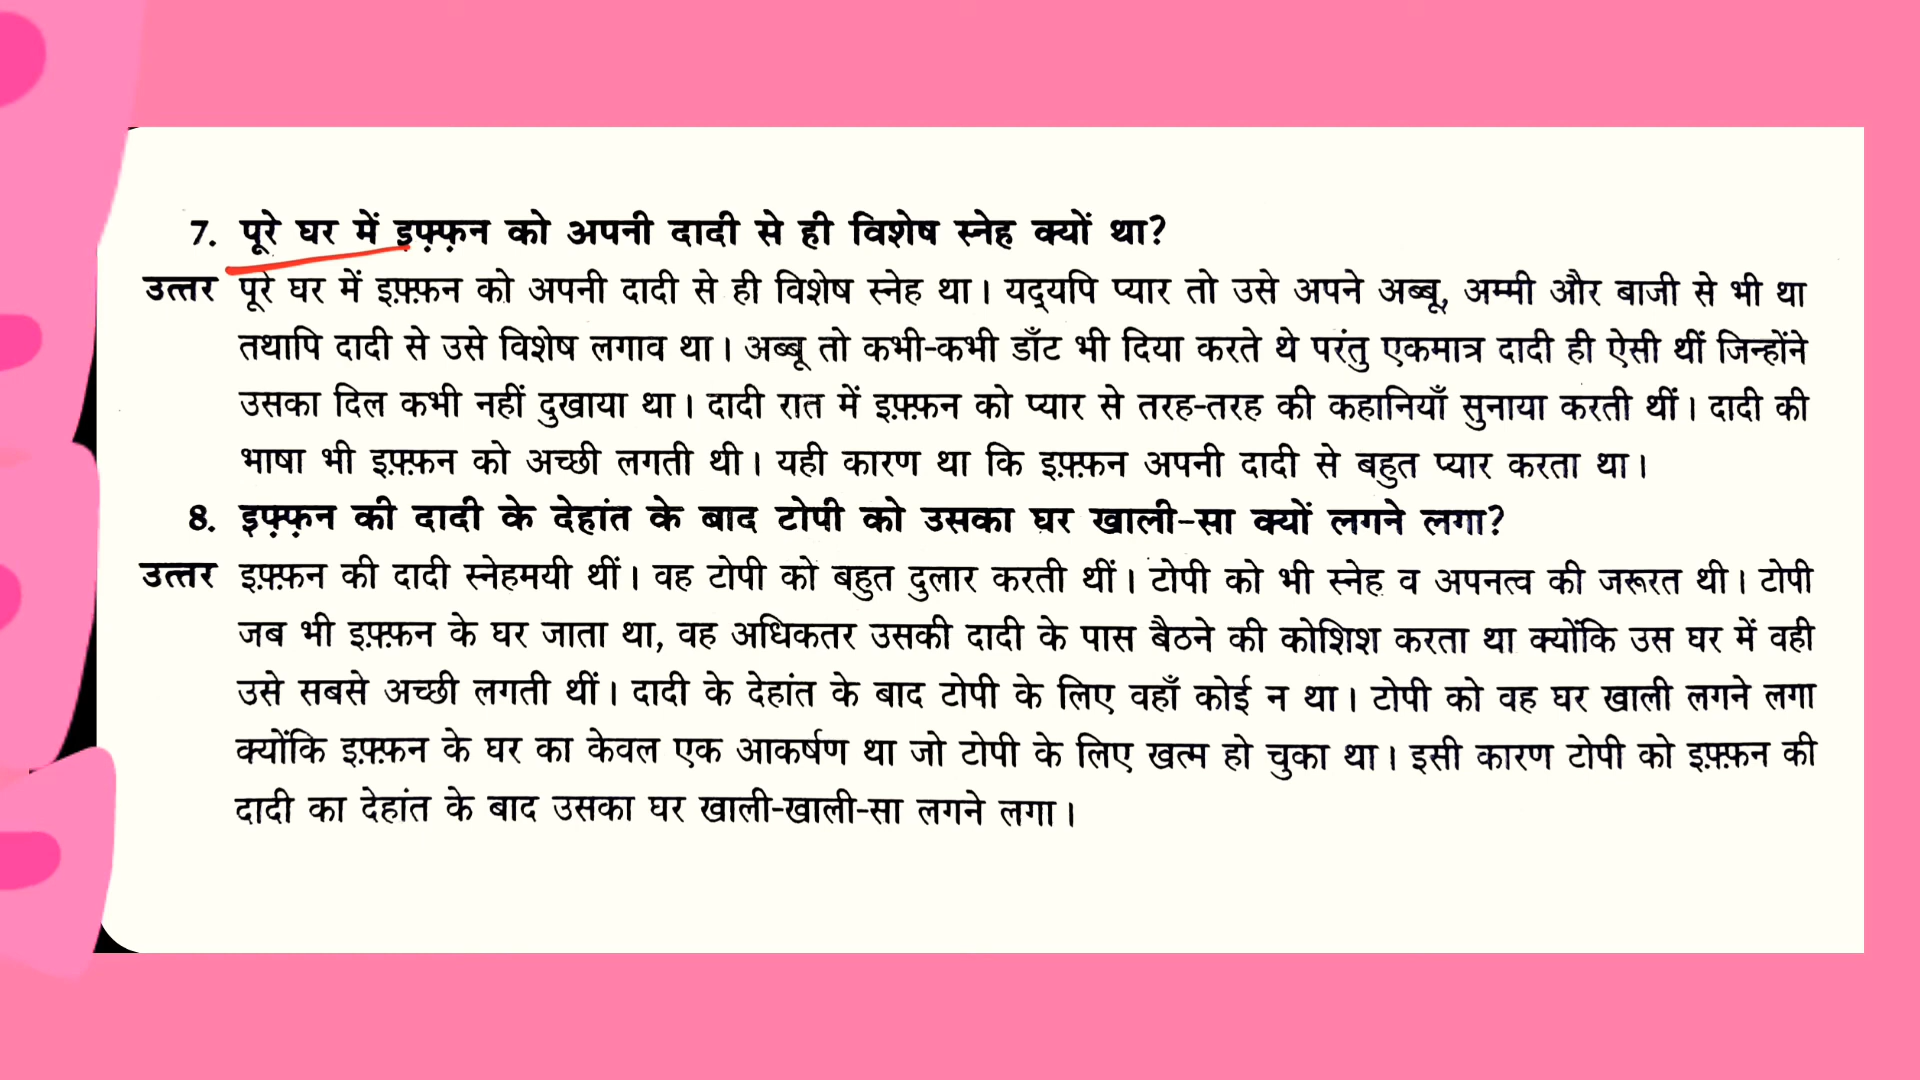 7. पूरे घर में इफ़्फ़न को अपनी दादी से ही विशेष स्नेह क्यों था?
उत्तर पूरे घर में इफ़्फ़न को अपनी दादी से ही विशेष स्नेह था। यद्यपि प्यार तो उसे अपने अब्बू, अम्मी और बाजी से भी था
तथापि दादी से उसे विशेष लगाव था। अब्बू तो कभी-कभी डाँट भी दिया करते थे परंतु एकमात्र दादी ही ऐसी थीं जिन्होंने
उसका दिल कभी नहीं दुखाया था। दादी रात में इफ़्फ़न को प्यार से तरह-तरह की कहानियाँ सुनाया करती थीं। दादी की
भाषा भी इफ़्फ़न को अच्छी लगती थी। यही कारण था कि इफ़्फ़न अपनी दादी से बहुत प्यार करता था।
8. इफ़्फ़न की दादी के देहांत के बाद टोपी को उसका घर खाली-सा क्यों लगने लगा?
उत्तर इफ़्फ़न की दादी स्नेहमयी थीं। वह टोपी को बहुत दुलार करती थीं। टोपी को भी स्नेह व अपनत्व की जरूरत थी। टोपी
जब भी इफ़्फ़न के घर जाता था, वह अधिकतर उसकी दादी के पास बैठने की कोशिश करता था क्योंकि उस घर में वही
उसे सबसे अच्छी लगती थीं। दादी के देहांत के बाद टोपी के लिए वहाँ कोई न था। टोपी को वह घर खाली लगने लगा
क्योंकि इफ़्फ़न के घर का केवल एक आकर्षण था जो टोपी के लिए खत्म हो चुका था। इसी कारण टोपी को इफ़्फ़न की
दादी का देहांत के बाद उसका घर खाली-खाली-सा लगने लगा।